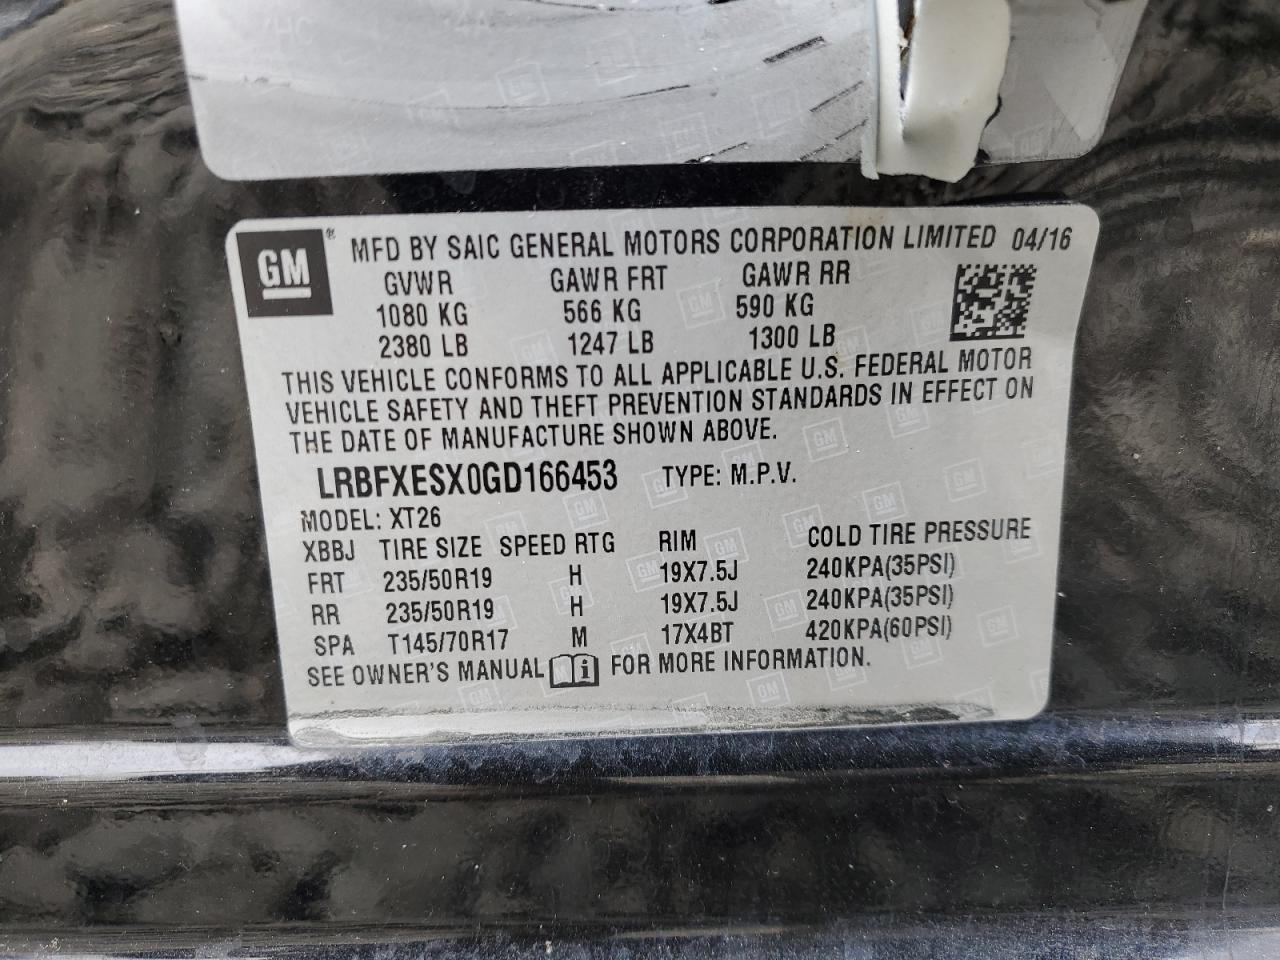 GM ® MFD BY SAIC GENERAL MOTORS CORPORATION LIMITED 04/16
GVWR GAWR FRT GAWR RR
1080 KG 566 KG 590 KG
2380 LB 1247 LB 1300 LB
THIS VEHICLE CONFORMS TO ALL APPLICABLE U.S. FEDERAL MOTOR
VEHICLE SAFETY AND THEFT PREVENTION STANDARDS IN EFFECT ON
THE DATE OF MANUFACTURE SHOWN ABOVE.
LRBFXESX0GD166453 TYPE: M.P.V.
MODEL: XT26
XBBJ TIRE SIZE SPEED RTG RIM COLD TIRE PRESSURE
FRT 235/50R19 H 19X7.5J 240KPA(35PSI)
RR 235/50R19 H 19X7.5J 240KPA(35PSI)
SPA T145/70R17 M 17X4BT 420KPA(60PSI)
SEE OWNER'S MANUAL i FOR MORE INFORMATION.